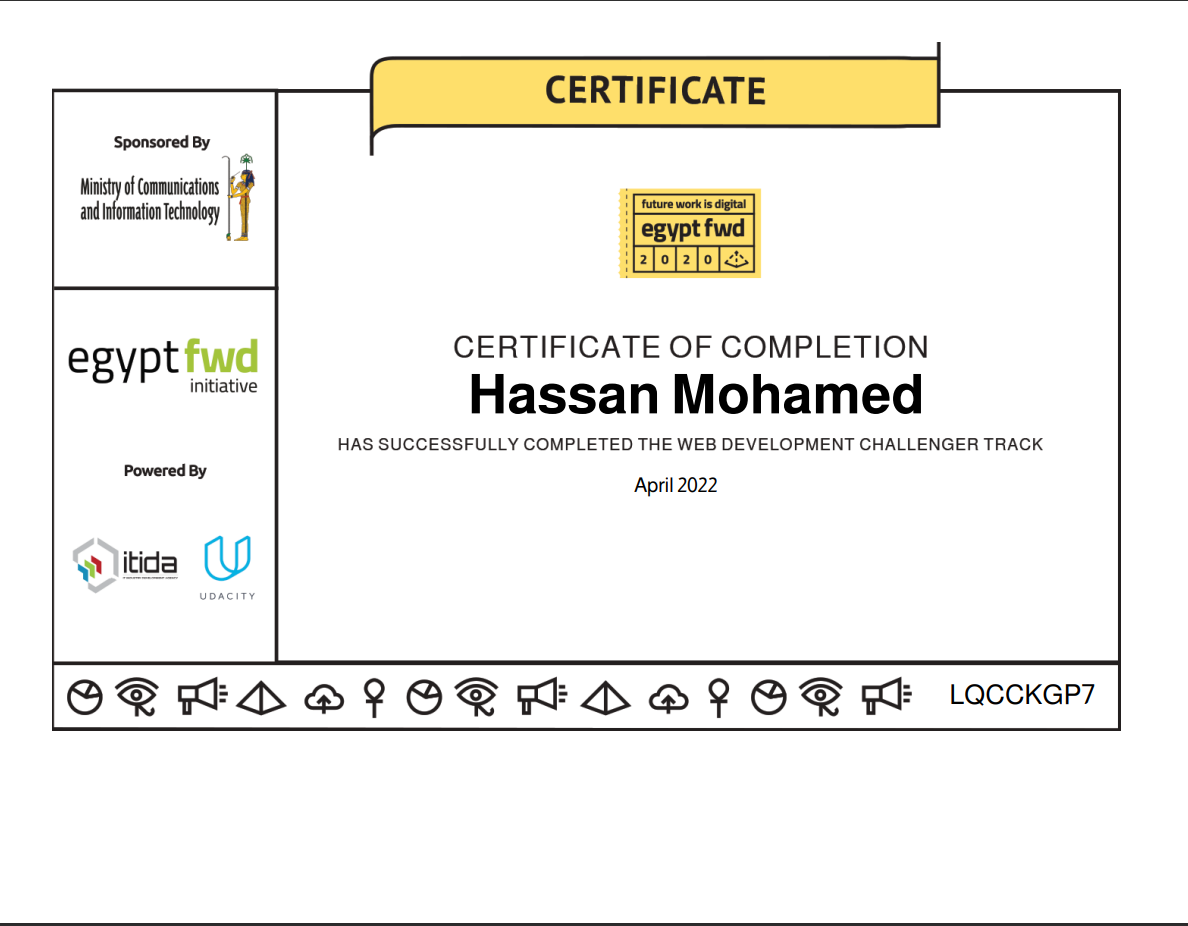 CERTIFICATE
Sponsored By
Ministry of Communications
and Information Technology
egypt fwd
initiative
Powered By
itida
UDACITY
future work is digital
egypt fwd
2 0 2 0
CERTIFICATE OF COMPLETION
Hassan Mohamed
HAS SUCCESSFULLY COMPLETED THE WEB DEVELOPMENT CHALLENGER TRACK
April 2022
LQCCKGP7